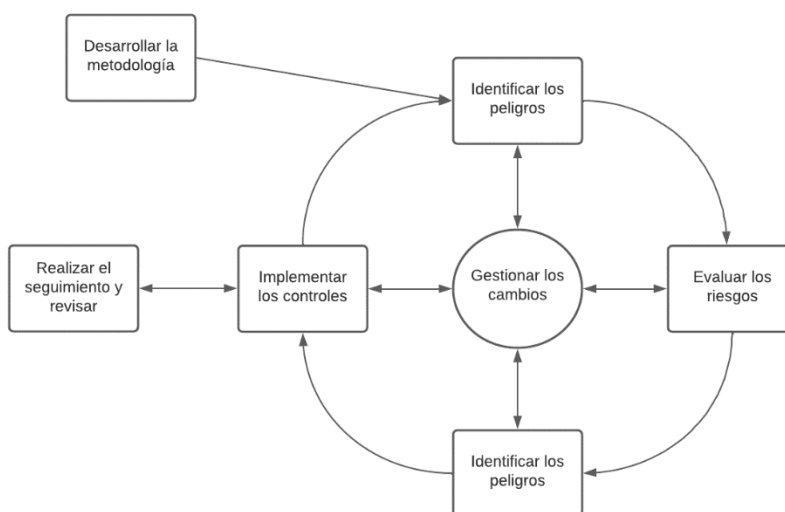 Desarrollar la
metodología
Identificar los
peligros
Realizar el
seguimiento y
revisar
Implementar
los controles
Gestionar los
cambios
Evaluar los
riesgos
Identificar los
peligros